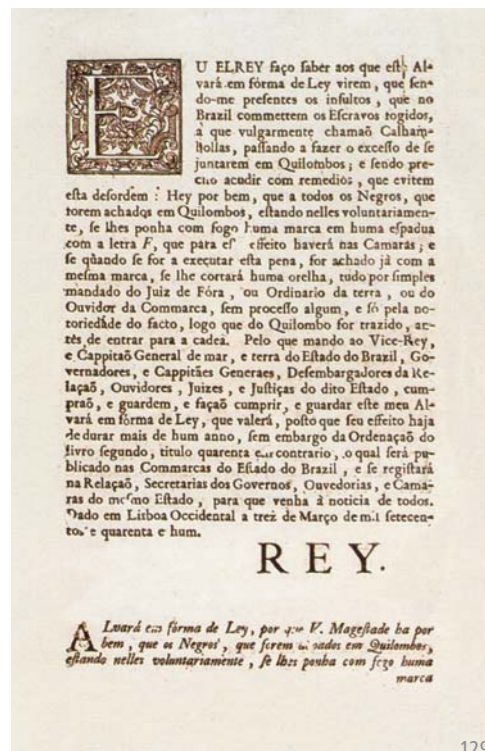 EU ELREY faço saber aos que este Al-
vará em fórma de Ley virem, que sen-
do-me presentes os insultos, que no
Brazil commettem os Escravos fogidos,
à que vulgarmente chamaõ Calham-
bollas, passando a fazer o excesso de se
juntarem em Quilombos; e sendo pre-
ciso acudir com remedios, que evitem
esta desordem: Hey por bem, que a todos os Negros, que
forem achados em Quilombos, estando nelles voluntariamen-
te, se lhes ponha com fogo huma marca em huma espadua
com a letra F, que para este effeito haverá nas Camaras; e
se quando se for a executar esta pena, for achado já com a
mesma marca, se lhe cortará huma orelha, tudo por simples
mandado do Juiz de Fóra, ou Ordinario da terra, ou do
Ouvidor da Commarca, sem processo algum, e só pela no-
toriedade do facto, logo que do Quilombo for trazido, an-
tes de entrar para a cadea. Pelo que mando ao Vice-Rey,
e Cappitaõ General de mar, e terra do Estado do Brazil, Go-
vernadores, e Cappitães Generaes, Desembargadores da Re-
laçaõ, Ouvidores, Juizes, e Justiças do dito Estado, cum-
praõ, e guardem, e façaõ cumprir, e guardar este meu Al-
vará em fórma de Ley, que valerá, posto que seu effeito haja
de durar mais de hum anno, sem embargo da Ordenaçaõ do
livro segundo, titulo quarenta em contrario, o qual será pu-
blicado nas Commarcas do Estado do Brazil, e se registará
na Relaçaõ, Secretarias dos Governos, Ouvedorias, e Cama-
ras do mesmo Estado, para que venha à noticia de todos.
Dado em Lisboa Occidental a trez de Março de mil setecen-
tos e quarenta e hum.
REY.
ALvará em fórma de Ley, por que V. Magestade ha por
bem, que os Negros, que forem achados em Quilombos,
estando nelles voluntariamente, se lhes ponha com fogo huma
marca
129